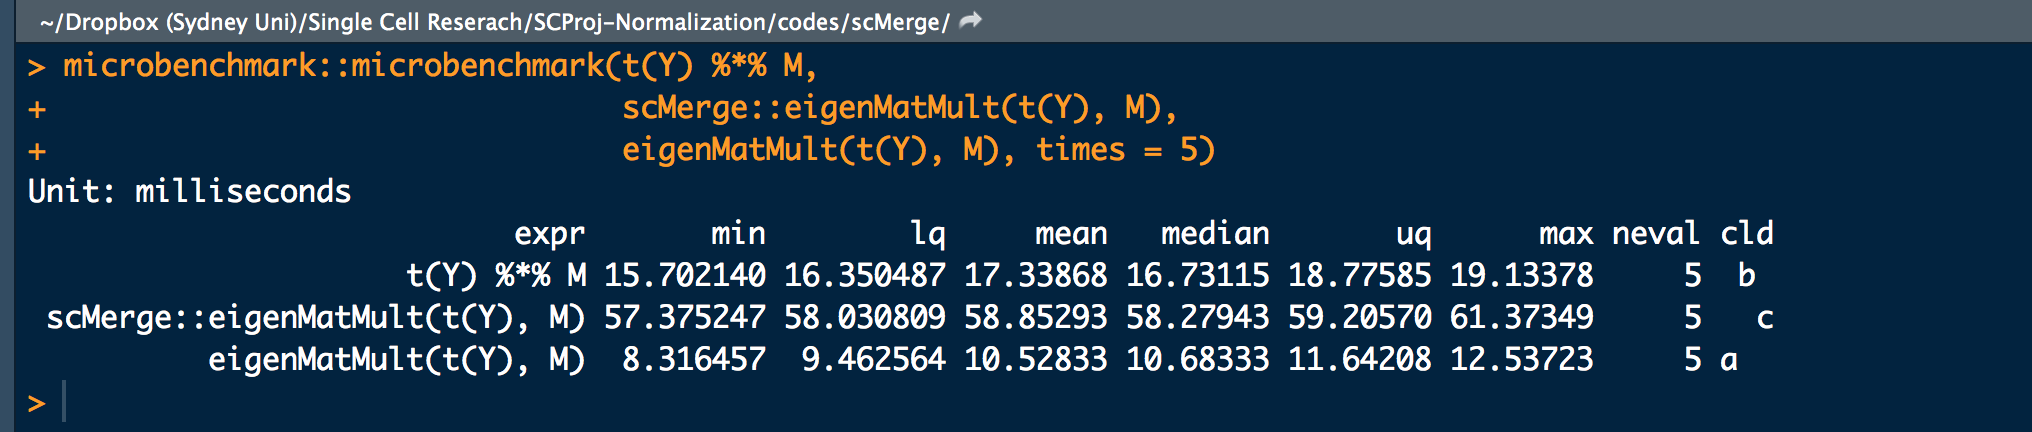 ~/Dropbox (Sydney Uni)/Single Cell Reserach/SCProj-Normalization/codes/scMerge/
> microbenchmark::microbenchmark(t(Y) %*% M,
+                                scMerge::eigenMatMult(t(Y), M),
+                                eigenMatMult(t(Y), M), times = 5)
Unit: milliseconds
                           expr       min        lq     mean   median       uq      max neval cld
                     t(Y) %*% M 15.702140 16.350487 17.33868 16.73115 18.77585 19.13378     5  b
 scMerge::eigenMatMult(t(Y), M) 57.375247 58.030809 58.85293 58.27943 59.20570 61.37349     5   c
          eigenMatMult(t(Y), M)  8.316457  9.462564 10.52833 10.68333 11.64208 12.53723     5 a
>